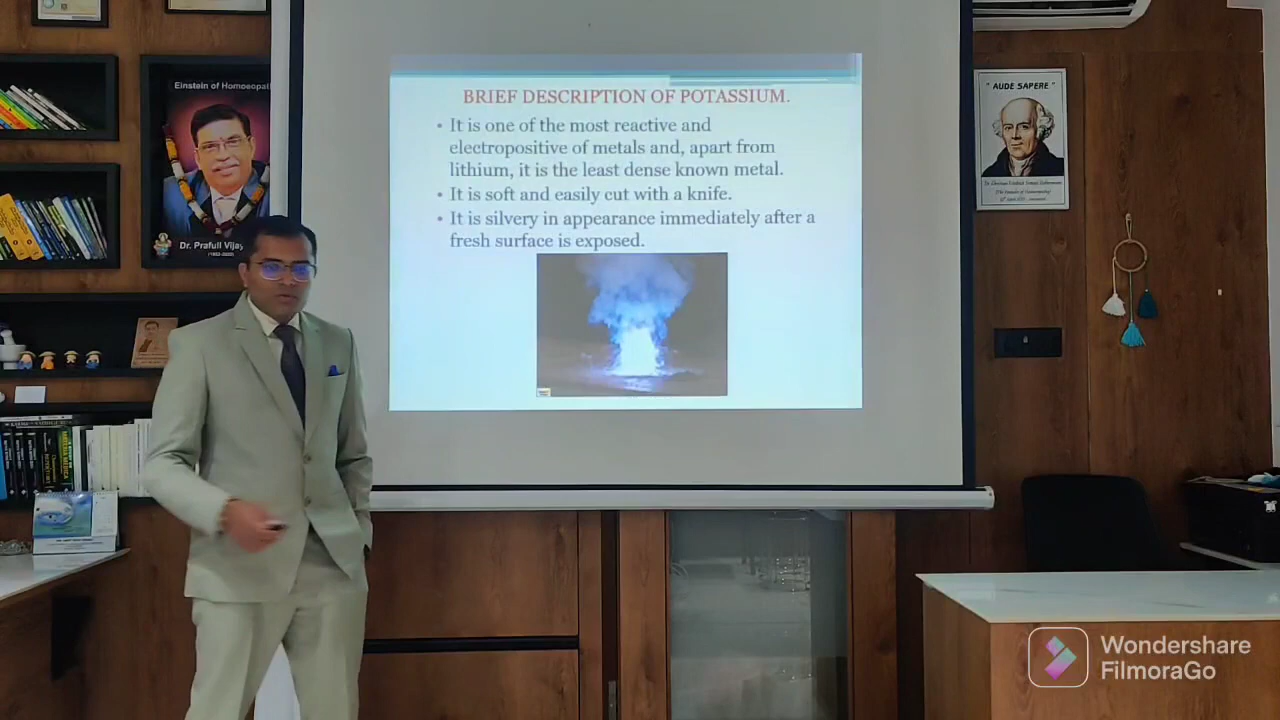 Einstein of Homoeopat
Dr. Prafull Vijay
BRIEF DESCRIPTION OF POTASSIUM.
• It is one of the most reactive and
electropositive of metals and, apart from
lithium, it is the least dense known metal.
• It is soft and easily cut with a knife.
• It is silvery in appearance immediately after a
fresh surface is exposed.
" AUDE SAPERE "
Wondershare
FilmoraGo